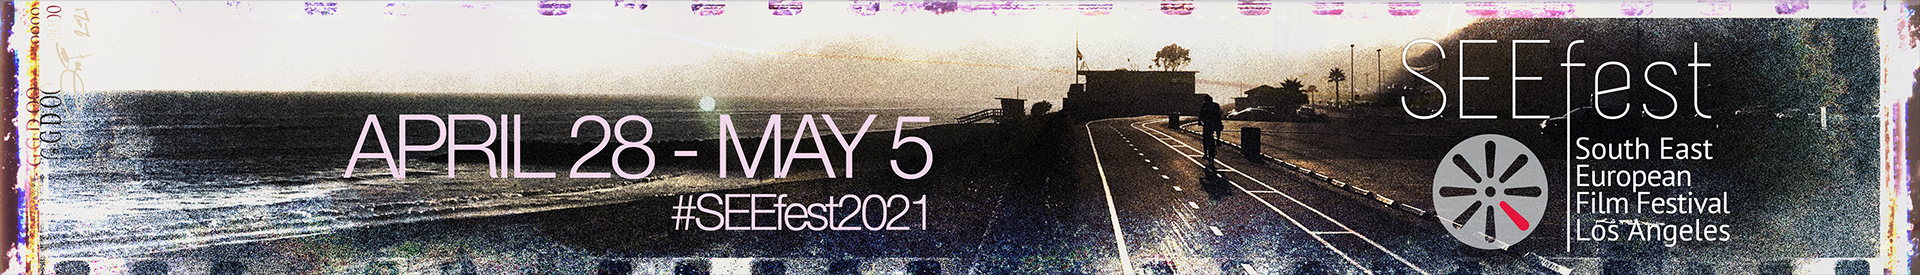 APRIL 28 - MAY 5
#SEEfest2021
SEEfest
South East
European
Film Festival
Los Angeles